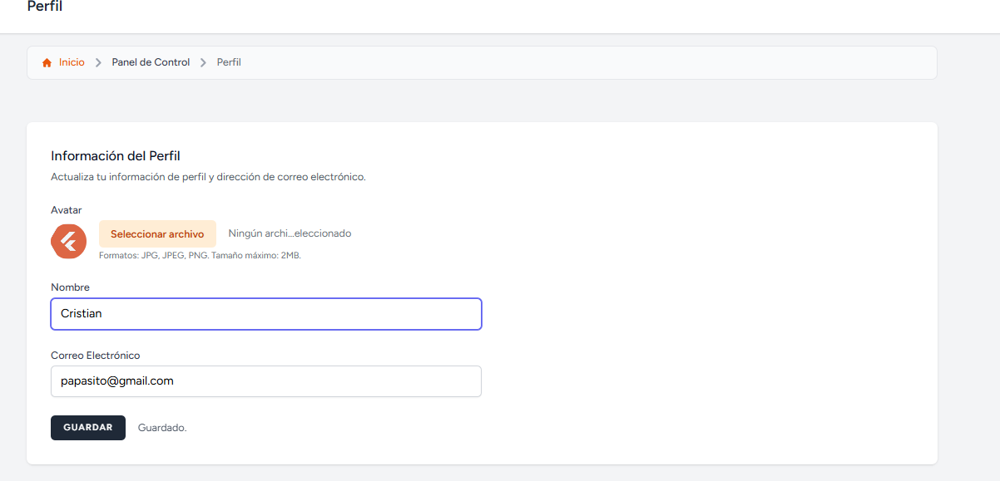 Perfil
Inicio Panel de Control Perfil
Información del Perfil
Actualiza tu información de perfil y dirección de correo electrónico.
Avatar
Seleccionar archivo Ningún archi...eleccionado
Formatos: JPG, JPEG, PNG. Tamaño máximo: 2MB.
Nombre
Cristian
Correo Electrónico
papasito@gmail.com
GUARDAR Guardado.